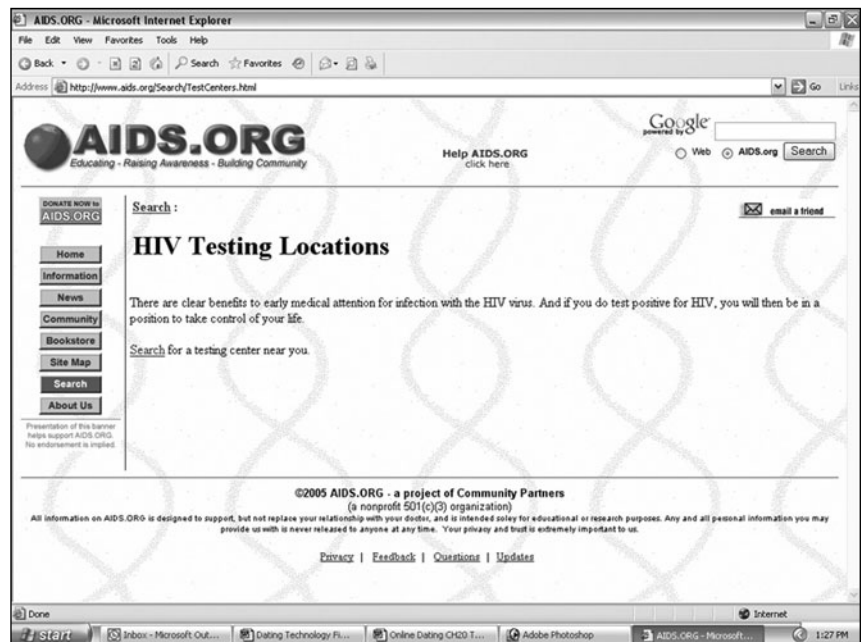 AIDS.ORG - Microsoft Internet Explorer
File Edit View Favorites Tools Help
Back Search Favorites
Address http://www.aids.org/Search/TestCenters.html Go Links
AIDS.ORG
Educating - Raising Awareness - Building Community
Help AIDS.ORG
click here
Google
powered by
Web AIDS.org Search
DONATE NOW to
AIDS.ORG
Home
Information
News
Community
Bookstore
Site Map
Search
About Us
Presentation of this banner
helps support AIDS.ORG.
No endorsement is implied.
Search :
email a friend
HIV Testing Locations
There are clear benefits to early medical attention for infection with the HIV virus. And if you do test positive for HIV, you will then be in a
position to take control of your life.
Search for a testing center near you.
©2005 AIDS.ORG - a project of Community Partners
(a nonprofit 501(c)(3) organization)
All information on AIDS.ORG is designed to support, but not replace your relationship with your doctor, and is intended soley for educational or research purposes. Any and all personal information you may
provide us with is never released to anyone at any time. Your privacy and trust is extremely important to us.
Privacy | Feedback | Questions | Updates
Done Internet
start Inbox - Microsoft Out... Dating Technology Fi... Online Dating CH20 T... Adobe Photoshop AIDS.ORG - Microsoft... 1:27 PM